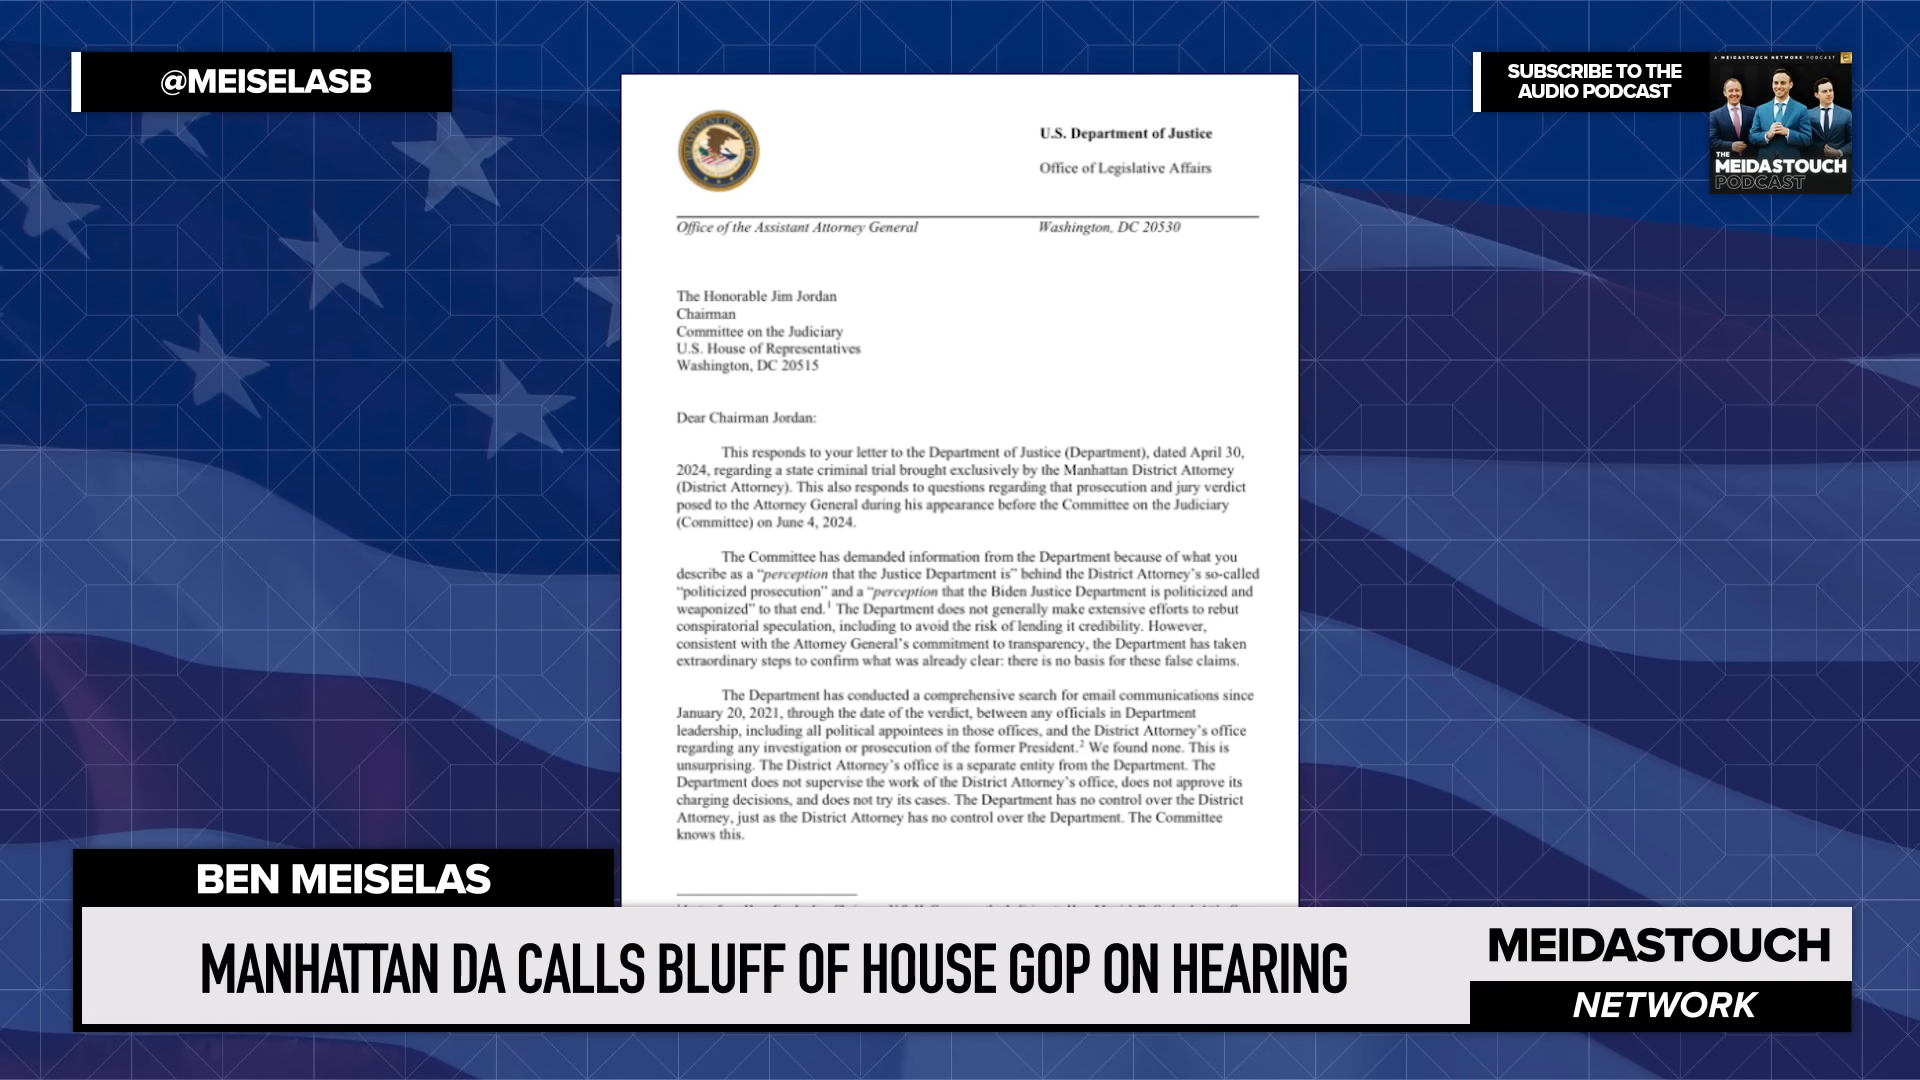 @MEISELASB
SUBSCRIBE TO THE
AUDIO PODCAST
A MEIDASTOUCH NETWORK PODCAST
THE
MEIDASTOUCH
PODCAST
U.S. Department of Justice
Office of Legislative Affairs
Office of the Assistant Attorney General
Washington, DC 20530
The Honorable Jim Jordan
Chairman
Committee on the Judiciary
U.S. House of Representatives
Washington, DC 20515
Dear Chairman Jordan:
This responds to your letter to the Department of Justice (Department), dated April 30,
2024, regarding a state criminal trial brought exclusively by the Manhattan District Attorney
(District Attorney). This also responds to questions regarding that prosecution and jury verdict
posed to the Attorney General during his appearance before the Committee on the Judiciary
(Committee) on June 4, 2024.
The Committee has demanded information from the Department because of what you
describe as a “perception that the Justice Department is” behind the District Attorney’s so-called
“politicized prosecution” and a “perception that the Biden Justice Department is politicized and
weaponized” to that end.1 The Department does not generally make extensive efforts to rebut
conspiratorial speculation, including to avoid the risk of lending it credibility. However,
consistent with the Attorney General’s commitment to transparency, the Department has taken
extraordinary steps to confirm what was already clear: there is no basis for these false claims.
The Department has conducted a comprehensive search for email communications since
January 20, 2021, through the date of the verdict, between any officials in Department
leadership, including all political appointees in those offices, and the District Attorney’s office
regarding any investigation or prosecution of the former President.2 We found none. This is
unsurprising. The District Attorney’s office is a separate entity from the Department. The
Department does not supervise the work of the District Attorney’s office, does not approve its
charging decisions, and does not try its cases. The Department has no control over the District
Attorney, just as the District Attorney has no control over the Department. The Committee
knows this.
BEN MEISELAS
MANHATTAN DA CALLS BLUFF OF HOUSE GOP ON HEARING
MEIDASTOUCH
NETWORK